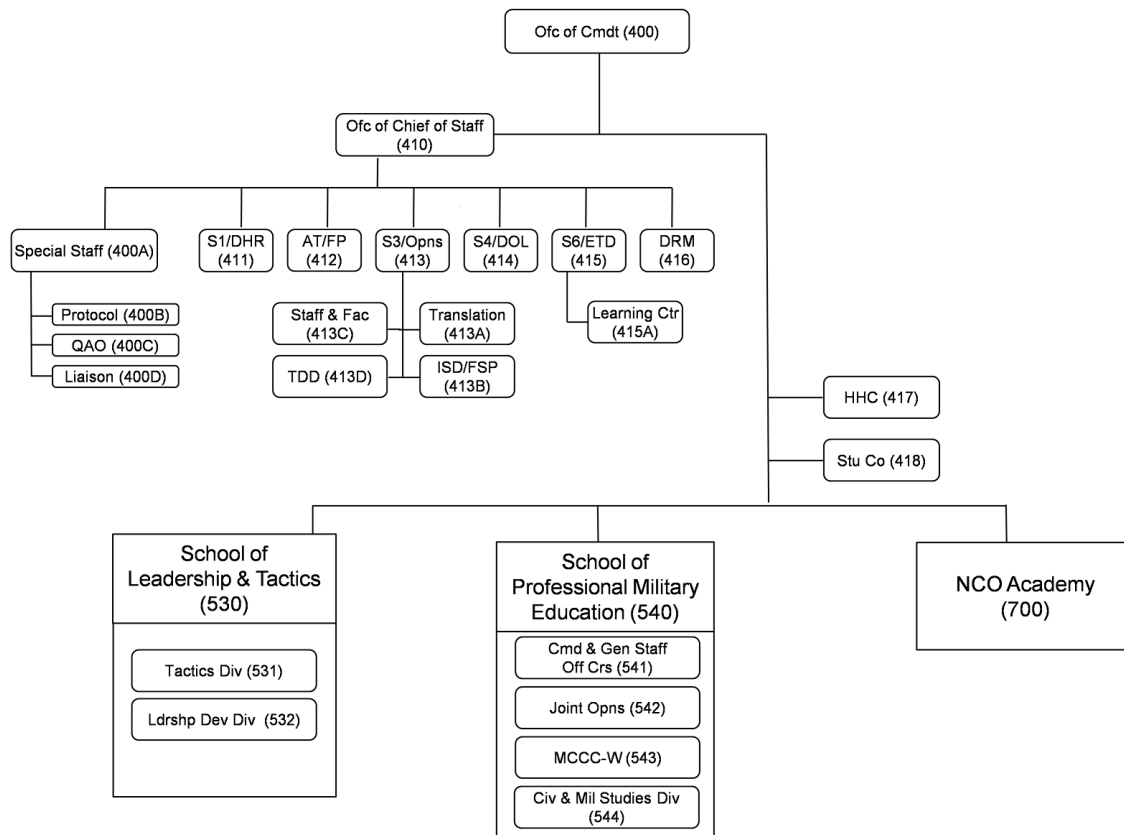 Ofc of Cmdt (400)
Ofc of Chief of Staff
(410)
Special Staff (400A)
S1/DHR
(411)
AT/FP
(412)
S3/Opns
(413)
S4/DOL
(414)
S6/ETD
(415)
DRM
(416)
Protocol (400B)
QAO (400C)
Liaison (400D)
Staff & Fac
(413C)
Translation
(413A)
TDD (413D)
ISD/FSP
(413B)
Learning Ctr
(415A)
HHC (417)
Stu Co (418)
School of
Leadership & Tactics
(530)
Tactics Div (531)
Ldrshp Dev Div (532)
School of
Professional Military
Education (540)
Cmd & Gen Staff
Off Crs (541)
Joint Opns (542)
MCCC-W (543)
Civ & Mil Studies Div
(544)
NCO Academy
(700)